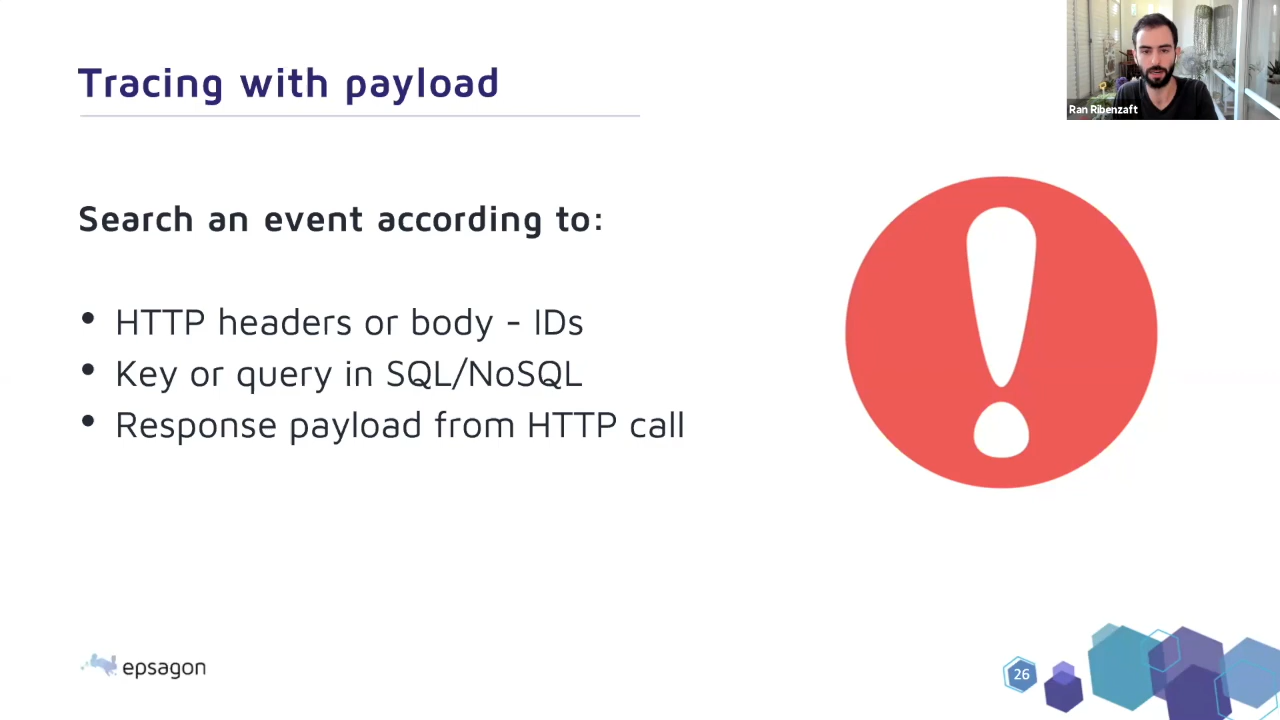 Tracing with payload
Ran Ribenzaft
Search an event according to:
• HTTP headers or body - IDs
• Key or query in SQL/NoSQL
• Response payload from HTTP call
epsagon
26